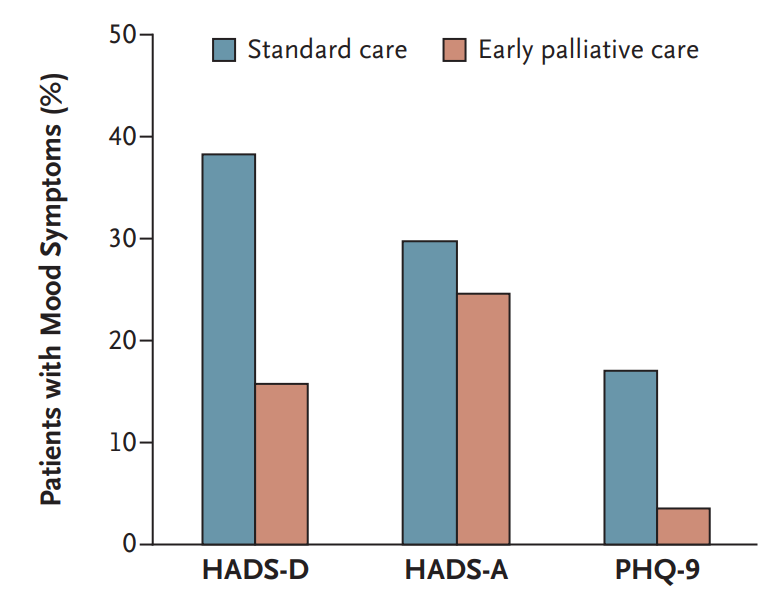 Patients with Mood Symptoms (%)
50
40
30
20
10
0
Standard care
Early palliative care
HADS-D
HADS-A
PHQ-9